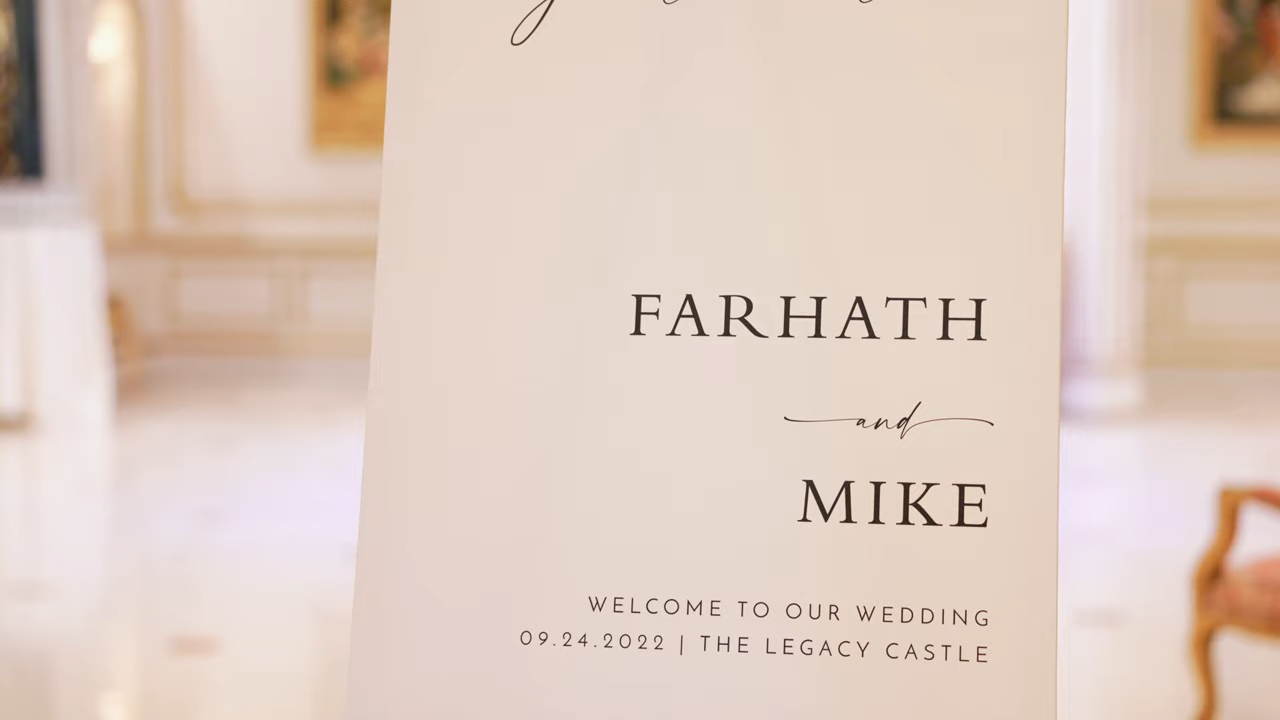 FARHATH
and
MIKE
WELCOME TO OUR WEDDING
09.24.2022 | THE LEGACY CASTLE